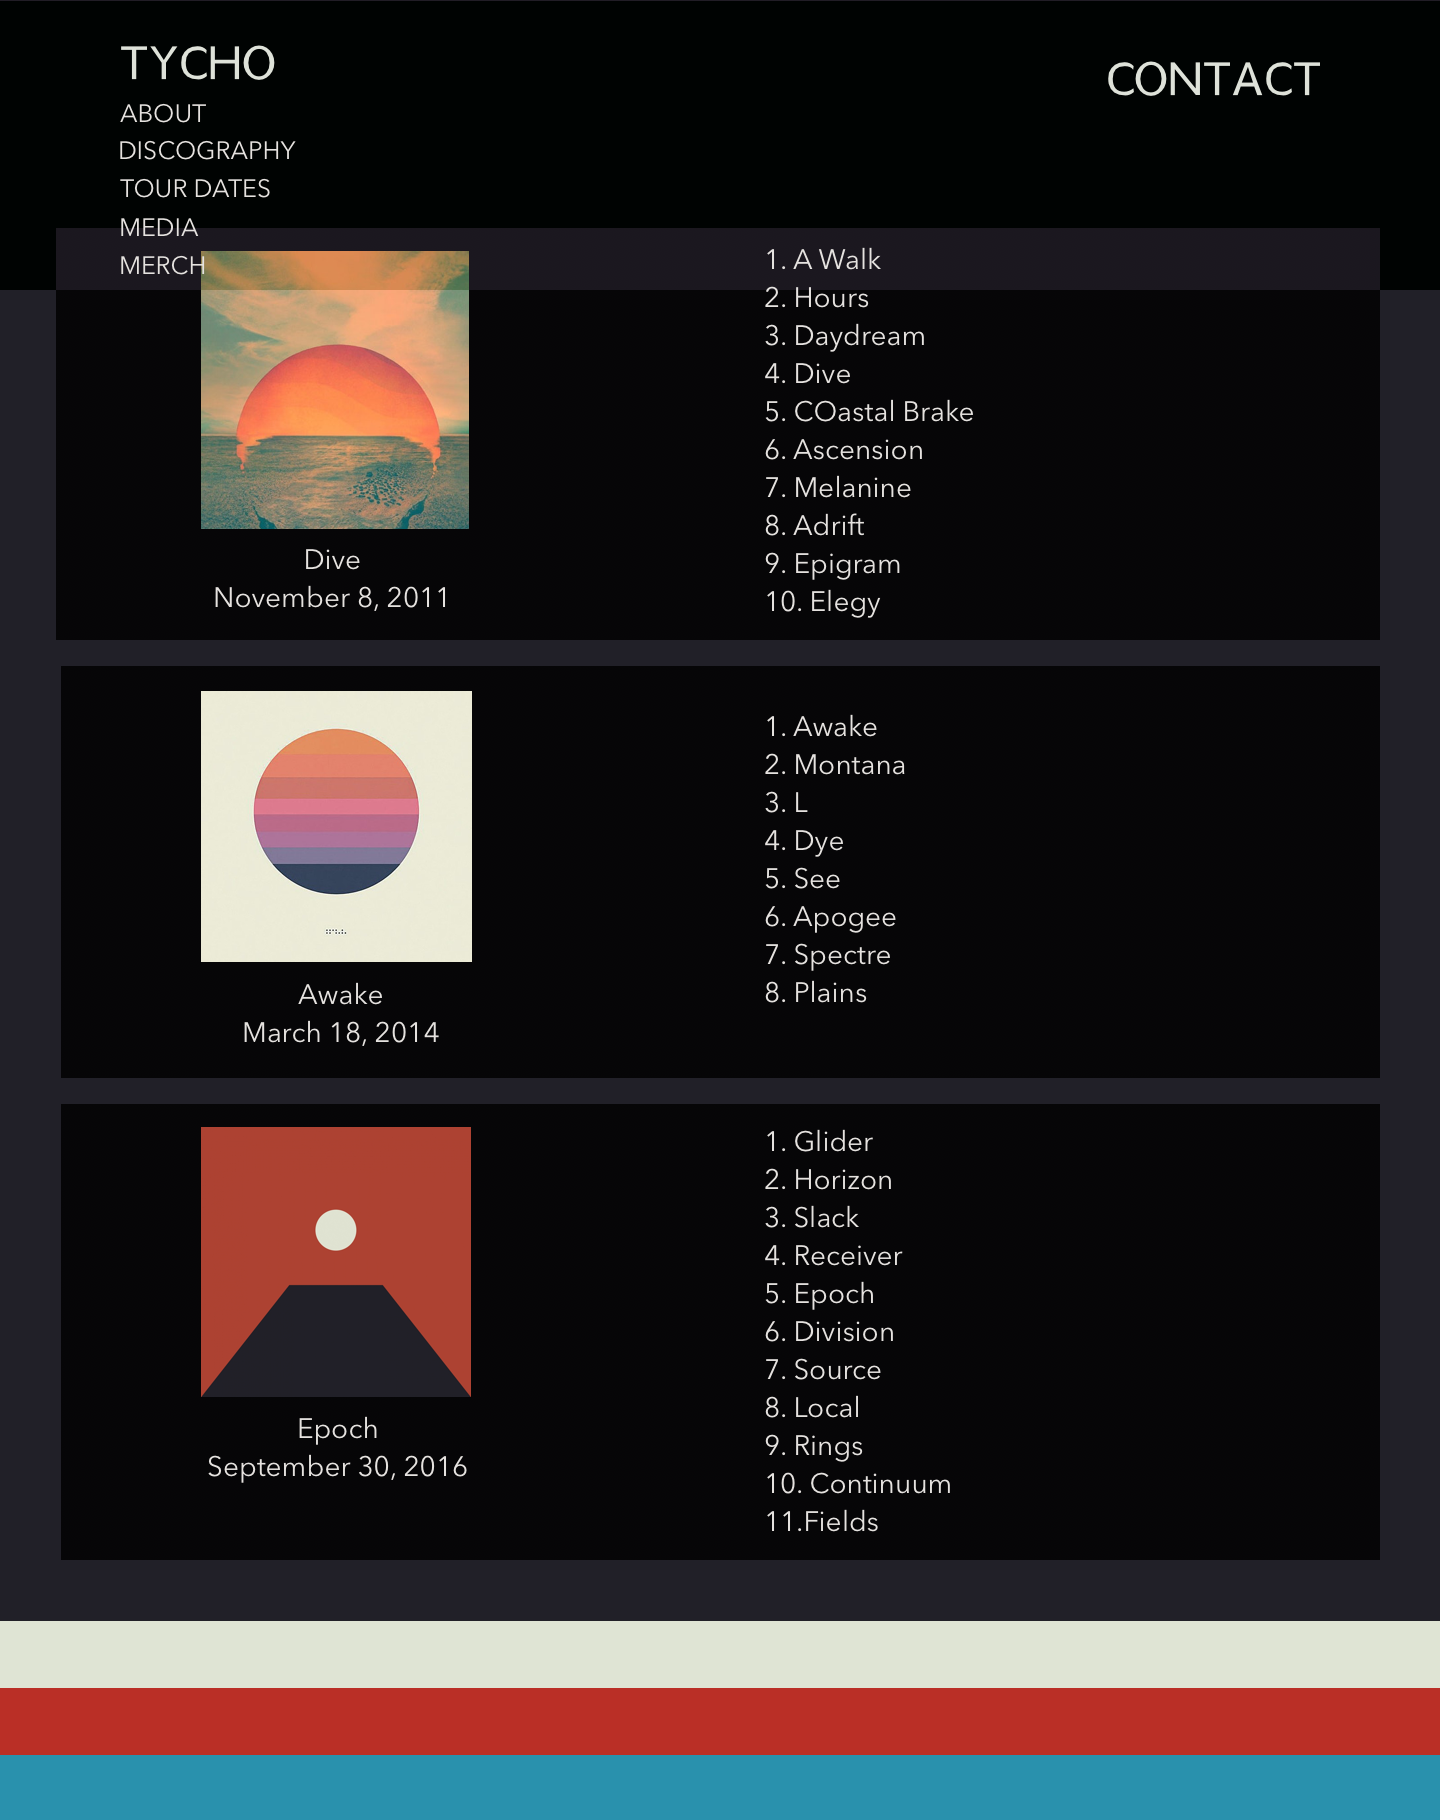 TYCHO
CONTACT
ABOUT
DISCOGRAPHY
TOUR DATES
MEDIA
MERCH
1. A Walk
2. Hours
3. Daydream
4. Dive
5. COastal Brake
6. Ascension
7. Melanine
8. Adrift
9. Epigram
10. Elegy
Dive
November 8, 2011
1. Awake
2. Montana
3. L
4. Dye
5. See
6. Apogee
7. Spectre
8. Plains
Awake
March 18, 2014
1. Glider
2. Horizon
3. Slack
4. Receiver
5. Epoch
6. Division
7. Source
8. Local
9. Rings
10. Continuum
11.Fields
Epoch
September 30, 2016